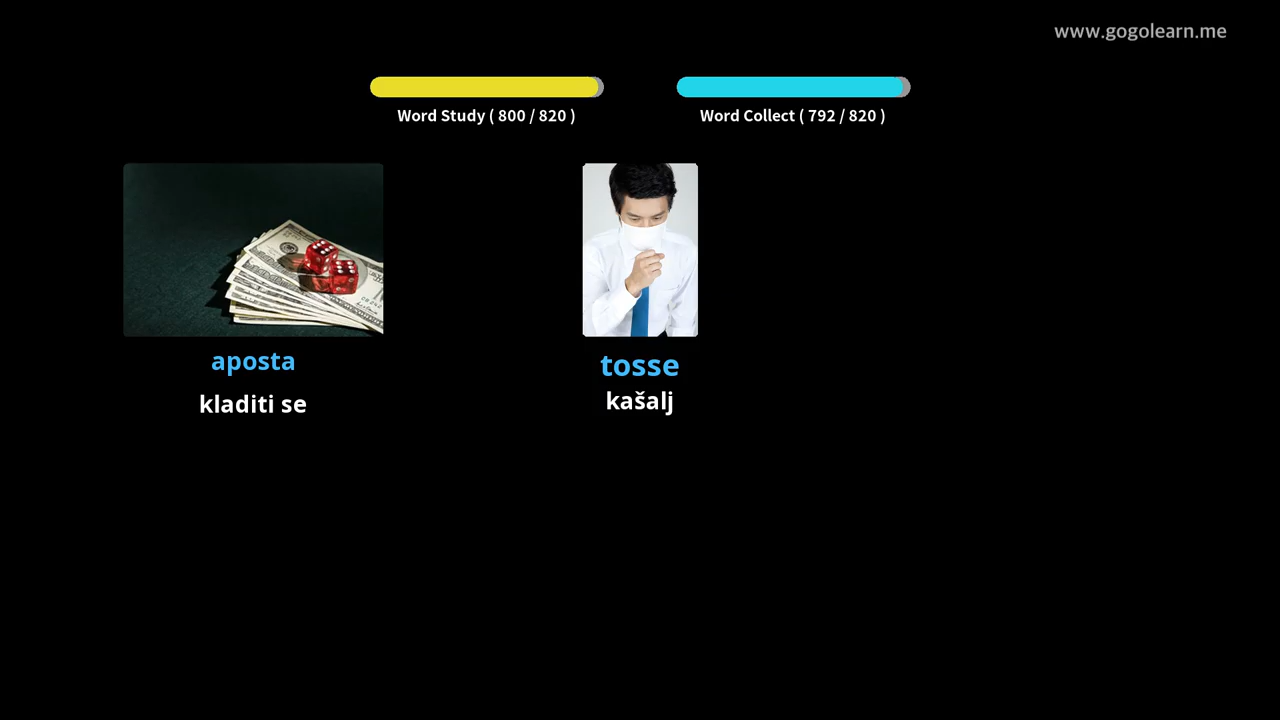 www.gogolearn.me
Word Study ( 800 / 820 )
Word Collect ( 792 / 820 )
aposta
kladiti se
tosse
kašalj